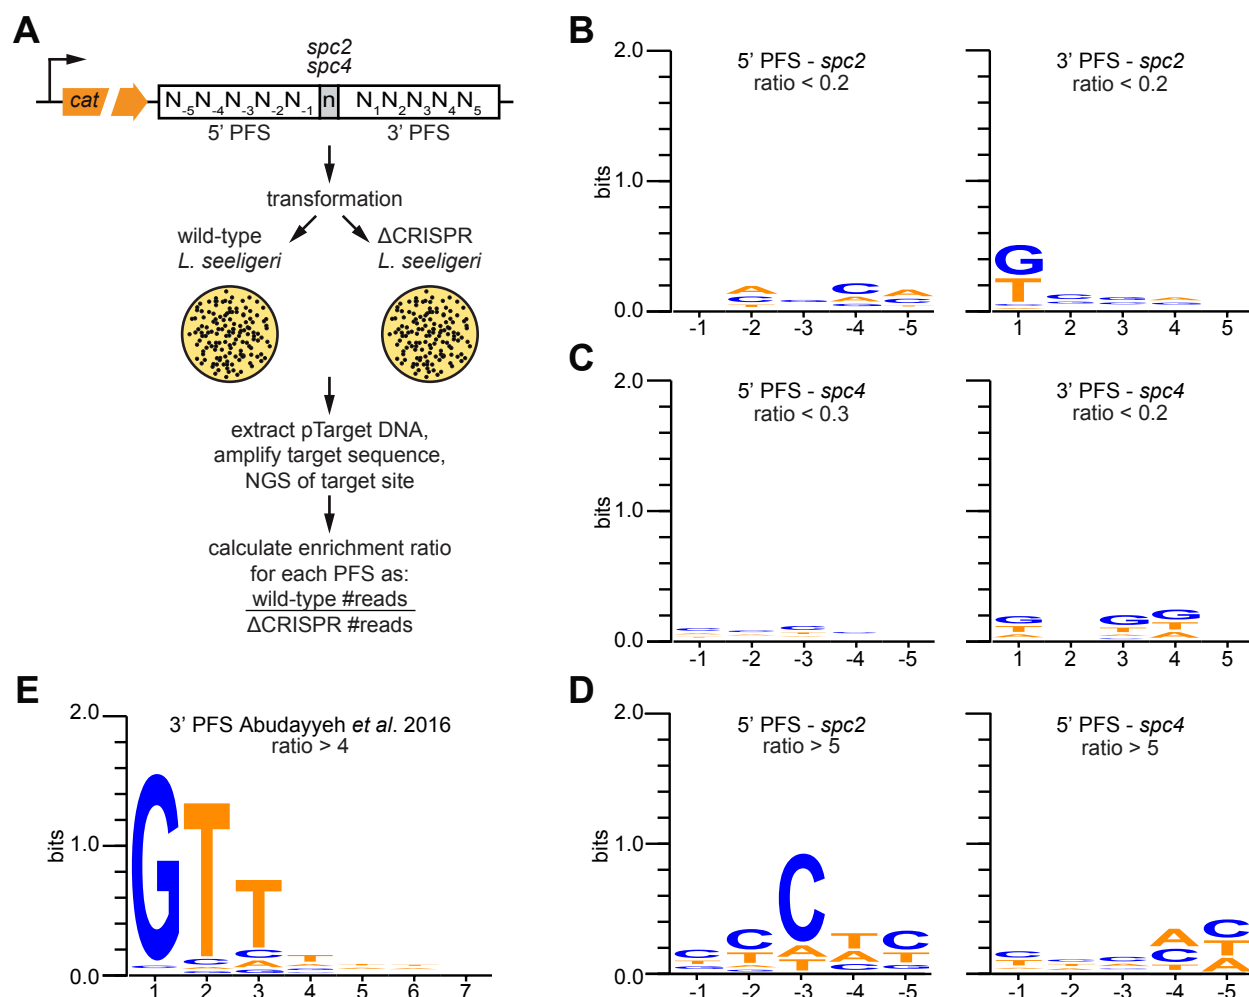 A
spc2
spc4
cat
N-5N-4N-3N-2N-1
n
N1N2N3N4N5
5' PFS
3' PFS
transformation
wild-type
L. seeligeri
ΔCRISPR
L. seeligeri
extract pTarget DNA,
amplify target sequence,
NGS of target site
calculate enrichment ratio
for each PFS as:
wild-type #reads
ΔCRISPR #reads
B
5' PFS - spc2
ratio < 0.2
2.0
1.0
0.0
bits
-1 -2 -3 -4 -5
3' PFS - spc2
ratio < 0.2
G
T
1 2 3 4 5
C
5' PFS - spc4
ratio < 0.3
2.0
1.0
0.0
bits
-1 -2 -3 -4 -5
3' PFS - spc4
ratio < 0.2
1 2 3 4 5
E
3' PFS Abudayyeh et al. 2016
ratio > 4
2.0
1.0
0.0
bits
G T T
1 2 3 4 5 6 7
D
5' PFS - spc2
ratio > 5
2.0
1.0
0.0
bits
C
-1 -2 -3 -4 -5
5' PFS - spc4
ratio > 5
-1 -2 -3 -4 -5